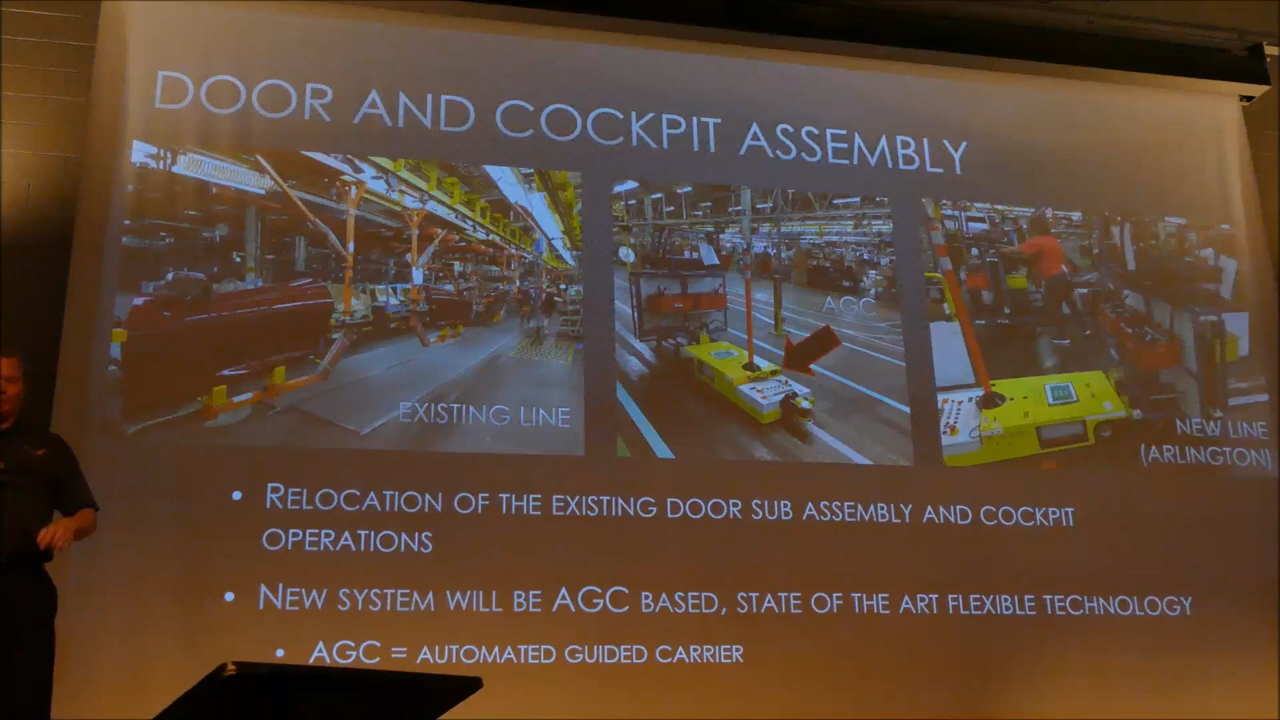 DOOR AND COCKPIT ASSEMBLY
EXISTING LINE
AGC
NEW LINE
(ARLINGTON)
• RELOCATION OF THE EXISTING DOOR SUB ASSEMBLY AND COCKPIT
OPERATIONS
• NEW SYSTEM WILL BE AGC BASED, STATE OF THE ART FLEXIBLE TECHNOLOGY
• AGC = AUTOMATED GUIDED CARRIER